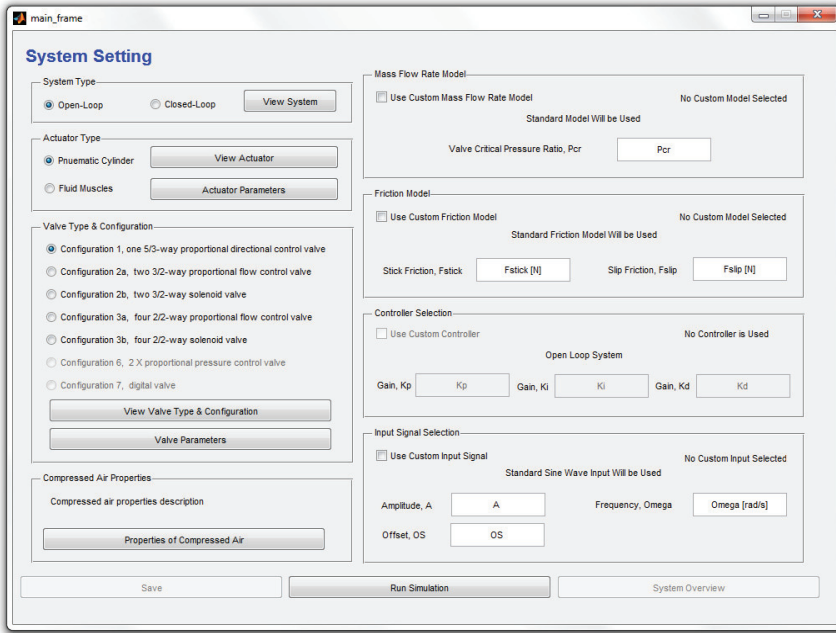 main_frame
System Setting
System Type
Open-Loop
Closed-Loop
View System
Actuator Type
Pnuematic Cylinder
View Actuator
Fluid Muscles
Actuator Parameters
Valve Type & Configuration
Configuration 1, one 5/3-way proportional directional control valve
Configuration 2a, two 3/2-way proportional flow control valve
Configuration 2b, two 3/2-way solenoid valve
Configuration 3a, four 2/2-way proportional flow control valve
Configuration 3b, four 2/2-way solenoid valve
Configuration 6, 2 X proportional pressure control valve
Configuration 7, digital valve
View Valve Type & Configuration
Valve Parameters
Compressed Air Properties
Compressed air properties description
Properties of Compressed Air
Mass Flow Rate Model
Use Custom Mass Flow Rate Model
No Custom Model Selected
Standard Model Will be Used
Valve Critical Pressure Ratio, Pcr
Pcr
Friction Model
Use Custom Friction Model
No Custom Model Selected
Standard Friction Model Will be Used
Stick Friction, Fstick
Fstick [N]
Slip Friction, Fslip
Fslip [N]
Controller Selection
Use Custom Controller
No Controller is Used
Open Loop System
Gain, Kp
Kp
Gain, Ki
Ki
Gain, Kd
Kd
Input Signal Selection
Use Custom Input Signal
No Custom Input Selected
Standard Sine Wave Input Will be Used
Amplitude, A
A
Frequency, Omega
Omega [rad/s]
Offset, OS
OS
Save
Run Simulation
System Overview